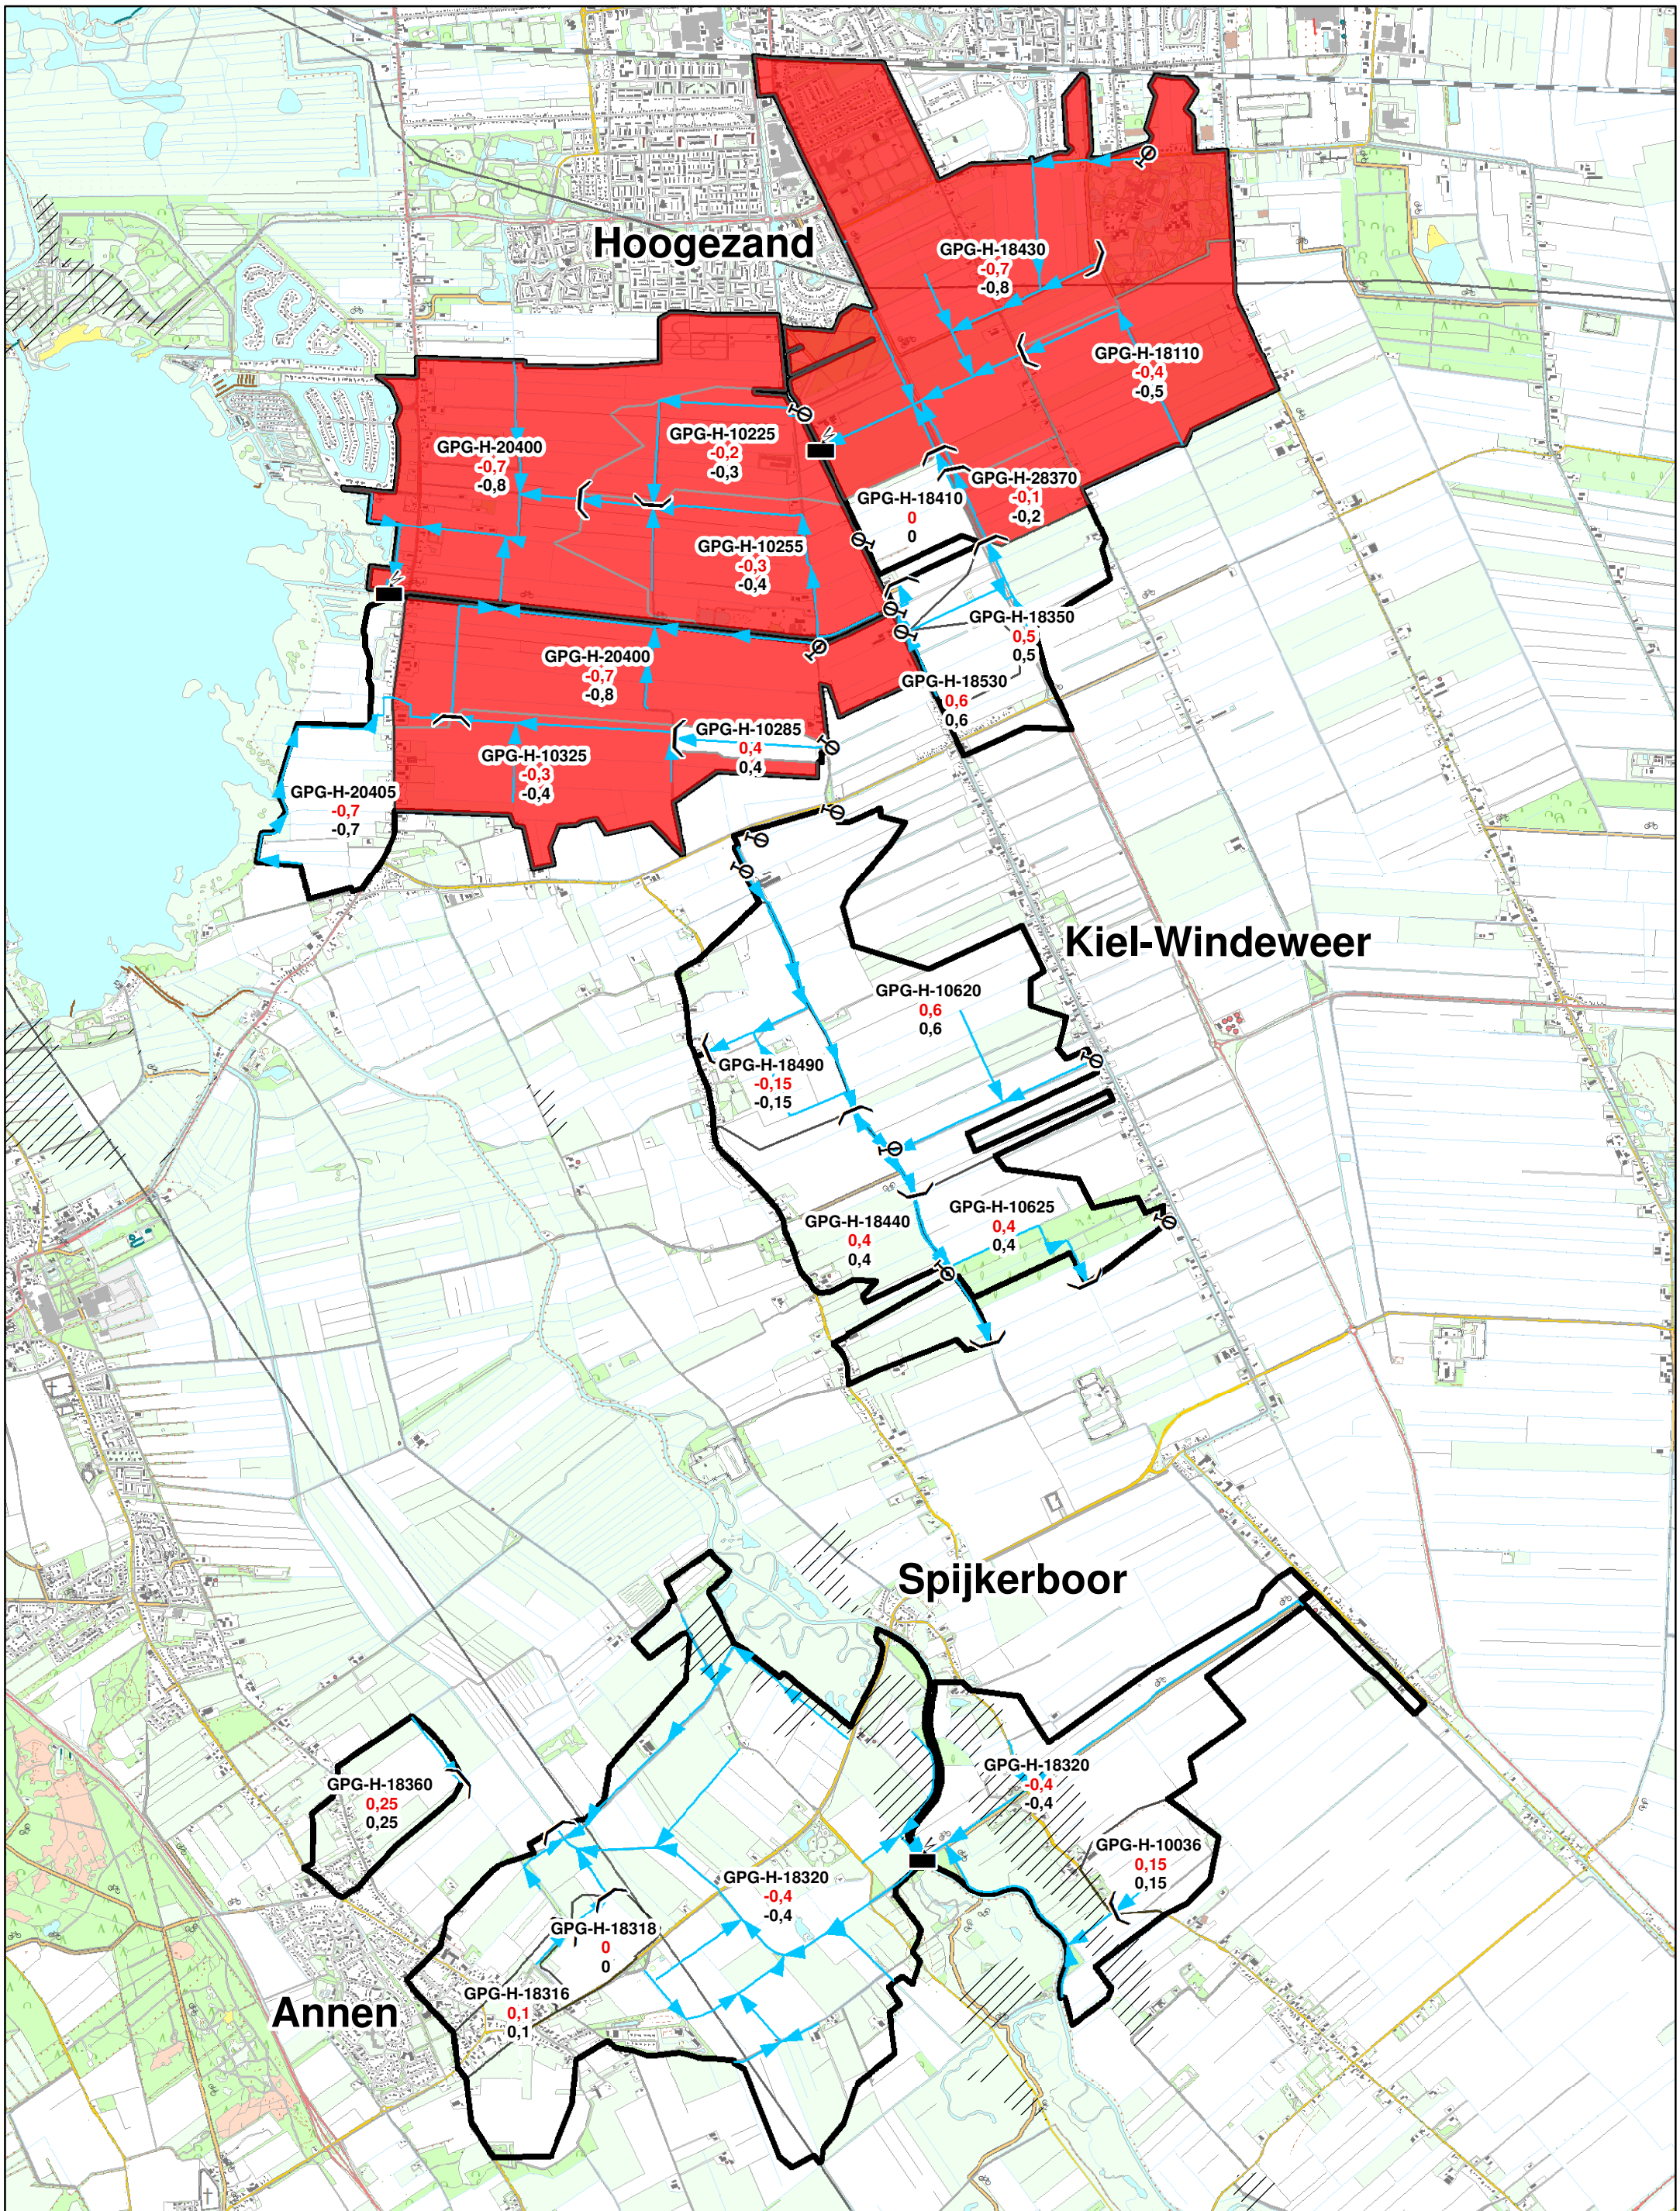 Hoogezand
GPG-H-18430
-0,7
-0,8
GPG-H-18110
-0,4
-0,5
GPG-H-20400
-0,7
-0,8
GPG-H-10225
-0,2
-0,3
GPG-H-28370
-0,1
-0,2
GPG-H-18410
0
0
GPG-H-10255
-0,3
-0,4
GPG-H-18350
0,5
0,5
GPG-H-20400
-0,7
-0,8
GPG-H-18530
0,6
0,6
GPG-H-10285
0,4
0,4
GPG-H-10325
-0,3
-0,4
GPG-H-20405
-0,7
-0,7
Kiel-Windeweer
GPG-H-10620
0,6
0,6
GPG-H-18490
-0,15
-0,15
GPG-H-10625
0,4
0,4
GPG-H-18440
0,4
0,4
Spijkerboor
GPG-H-18320
-0,4
-0,4
GPG-H-18360
0,25
0,25
GPG-H-10036
0,15
0,15
GPG-H-18320
-0,4
-0,4
GPG-H-18318
0
0
GPG-H-18316
0,1
0,1
Annen